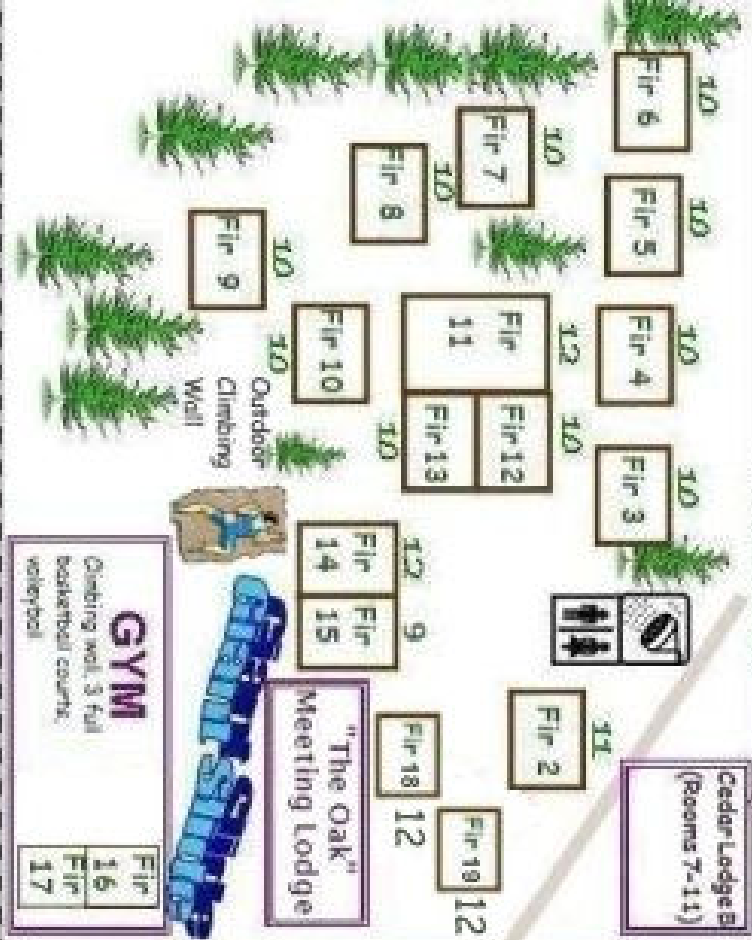 Cedar Lodge B
(Rooms 7-11)
10
Fir 6
10
Fir 5
10
Fir 4
10
Fir 3
11
Fir 2
10
Fir 7
10
Fir 8
12
Fir
11
10
Fir 12
Fir 13
10
Fir 19
12
Fir 18
12
10
Fir 9
Fir 10
10
12
Fir
14
9
Fir
15
"The Oak"
Meeting Lodge
Outdoor
Climbing
Wall
GYM
Climbing wall, 3 full
basketball courts,
volleyball
Fir
16
Fir
17